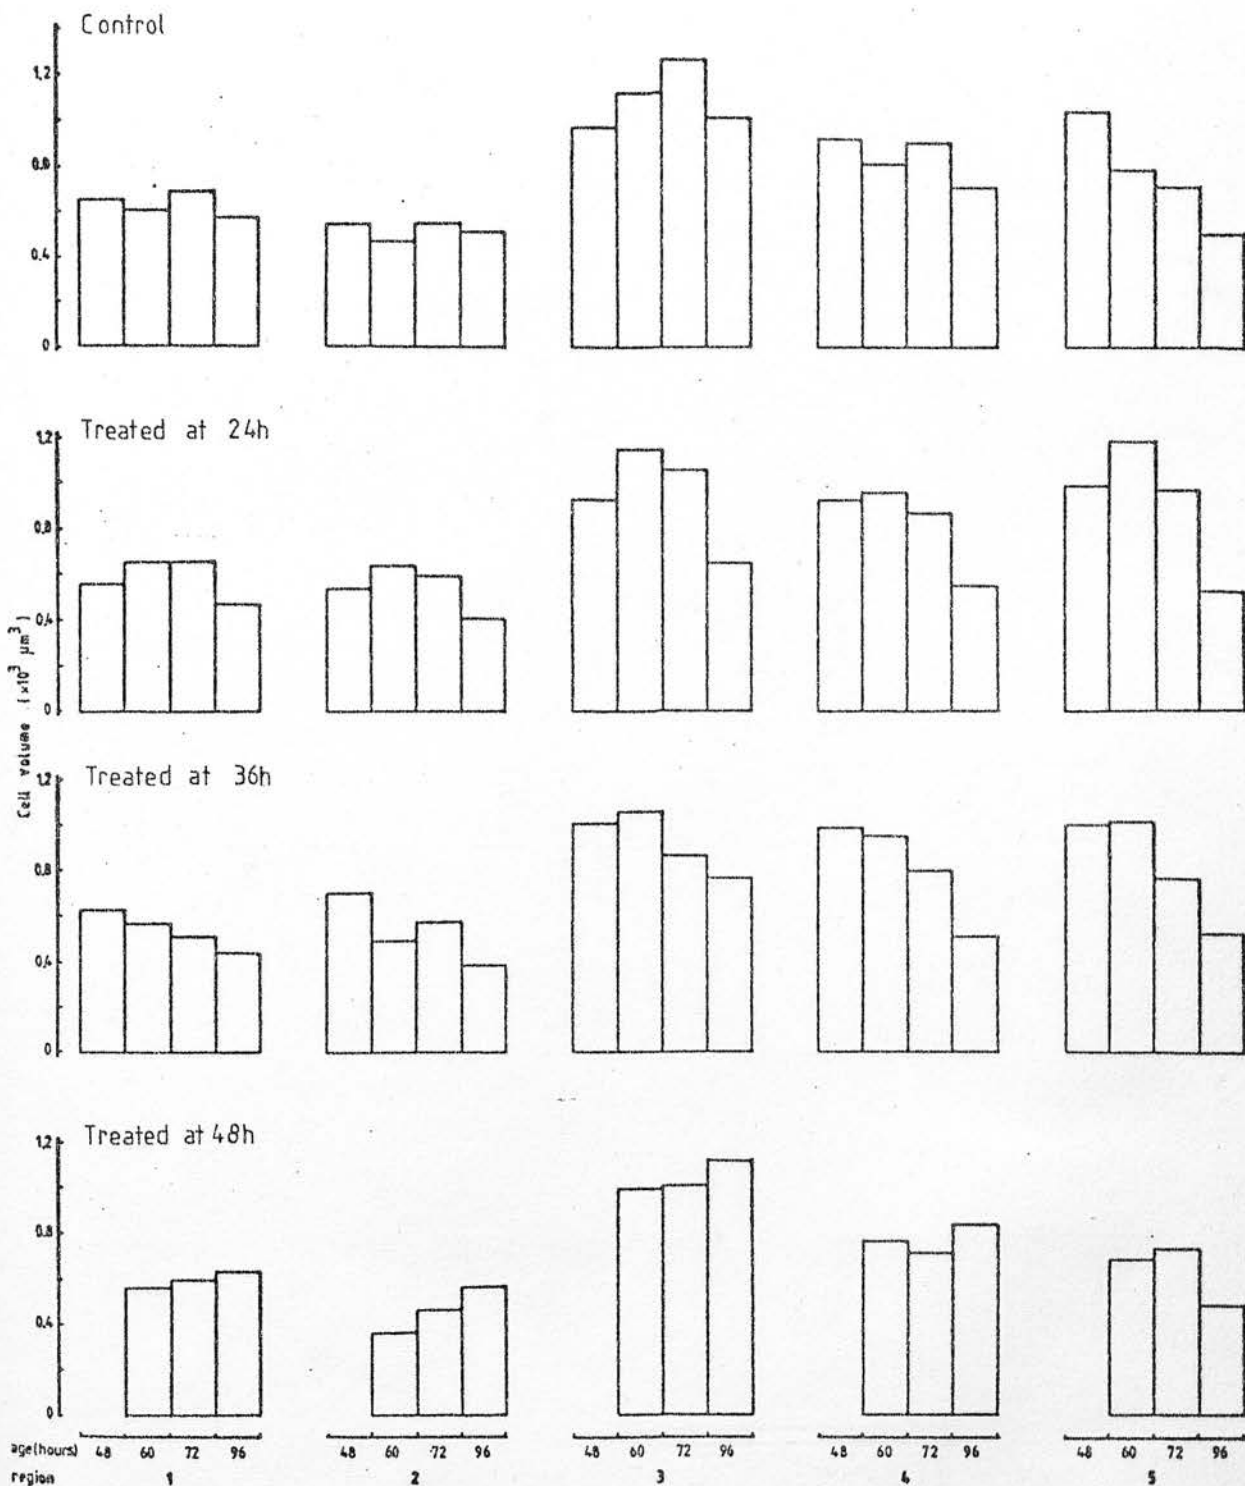 Control
1,2
0,8
0,4
0
Treated at 24h
1,2
0,8
0,4
0
Cell volume (×10³ µm³)
Treated at 36h
1,2
0,8
0,4
0
Treated at 48h
1,2
0.8
0,4
0
age(hours) 48 60 72 96 48 60 72 96 48 60 72 96 48 60 72 96 48 60 72 96
region 1 2 3 4 5